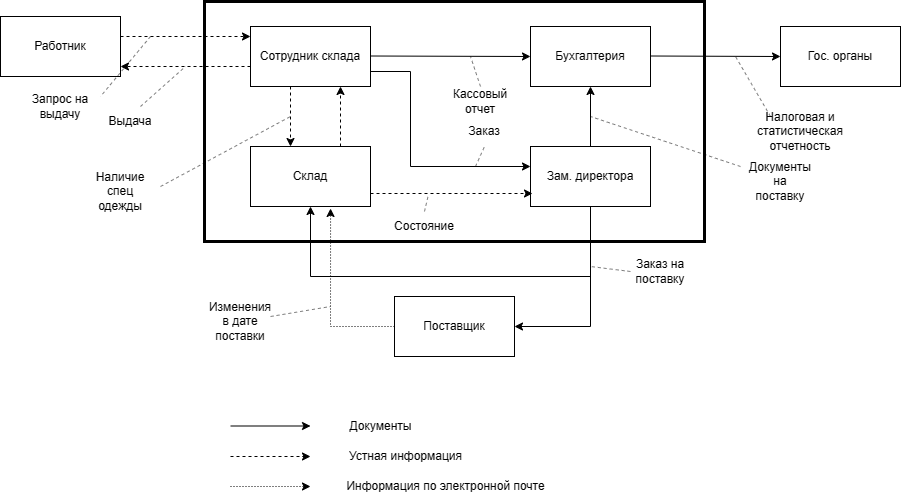 Работник
Сотрудник склада
Бухгалтерия
Гос. органы
Запрос на
выдачу
Выдача
Кассовый
отчет
Заказ
Налоговая и
статистическая
отчетность
Наличие
спец
одежды
Склад
Зам. директора
Документы
на
поставку
Состояние
Заказ на
поставку
Изменения
в дате
поставки
Поставщик
Документы
Устная информация
Информация по электронной почте